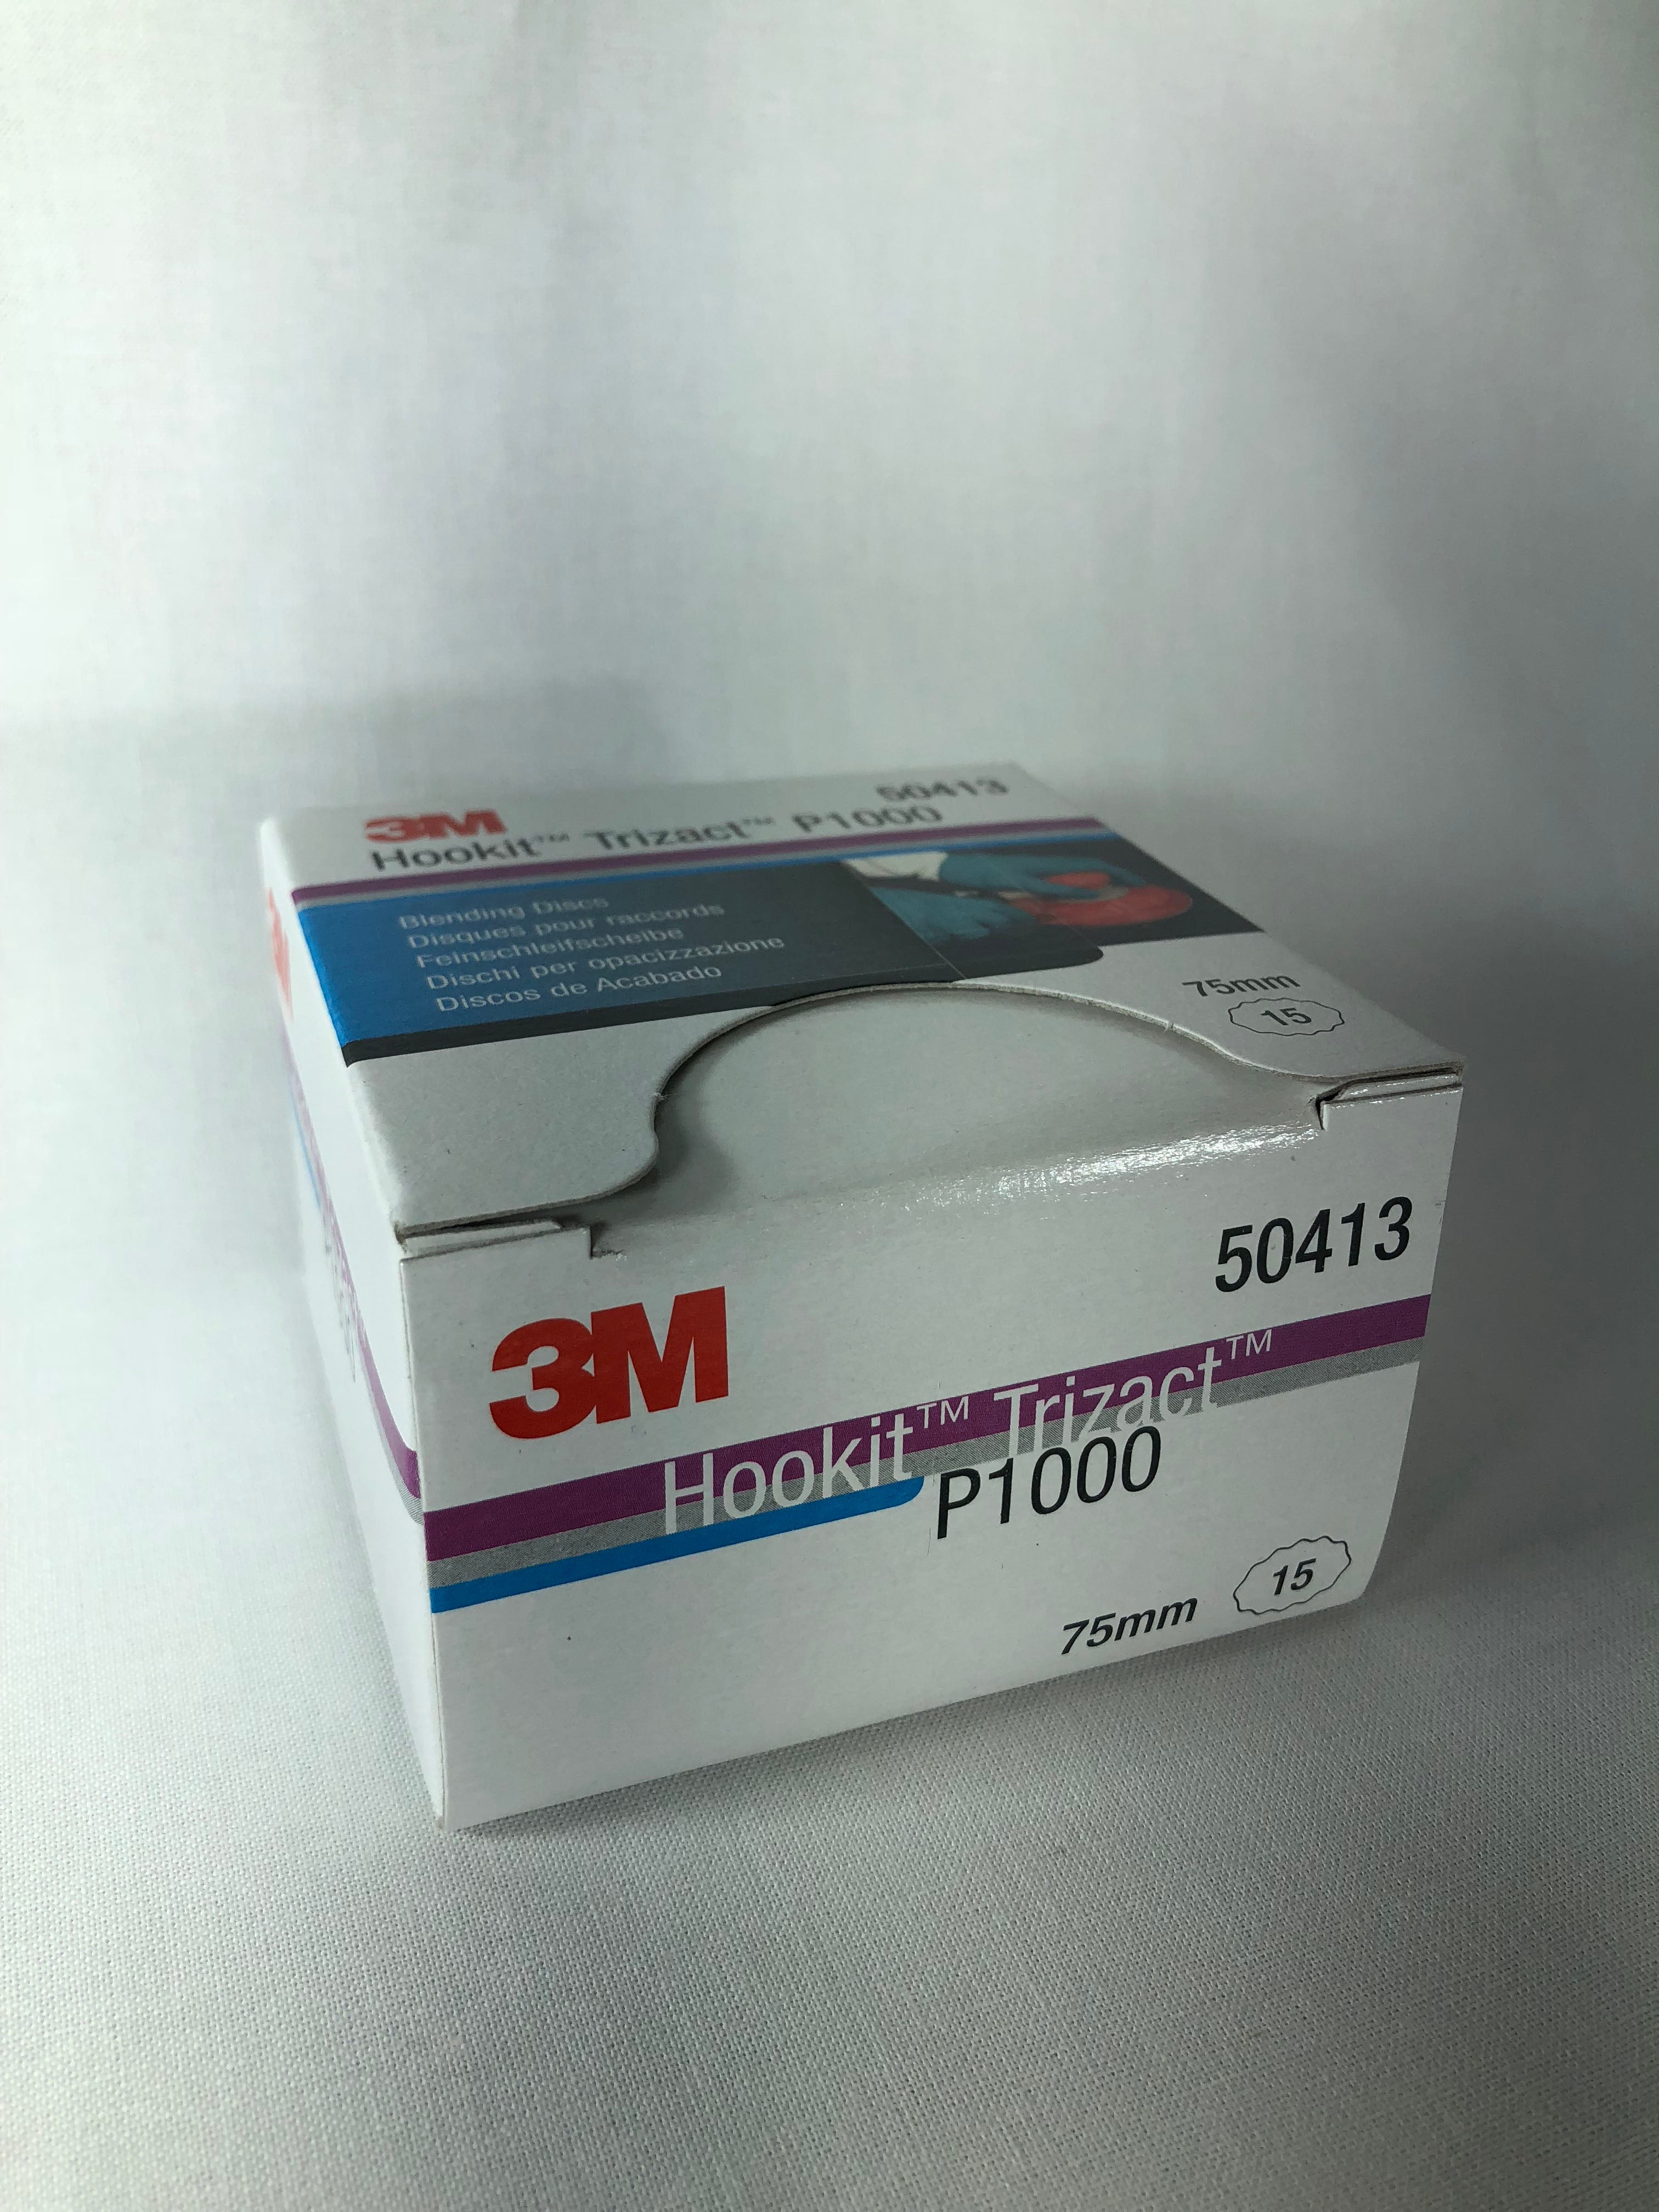 3M
50413
Hookit™ Trizact™ P1000
Blending Discs
Disques pour raccords
Feinschleifscheibe
Dischi per opacizzazione
Discos de Acabado
75mm
15
3M
50413
Hookit™ Trizact™
P1000
75mm
15